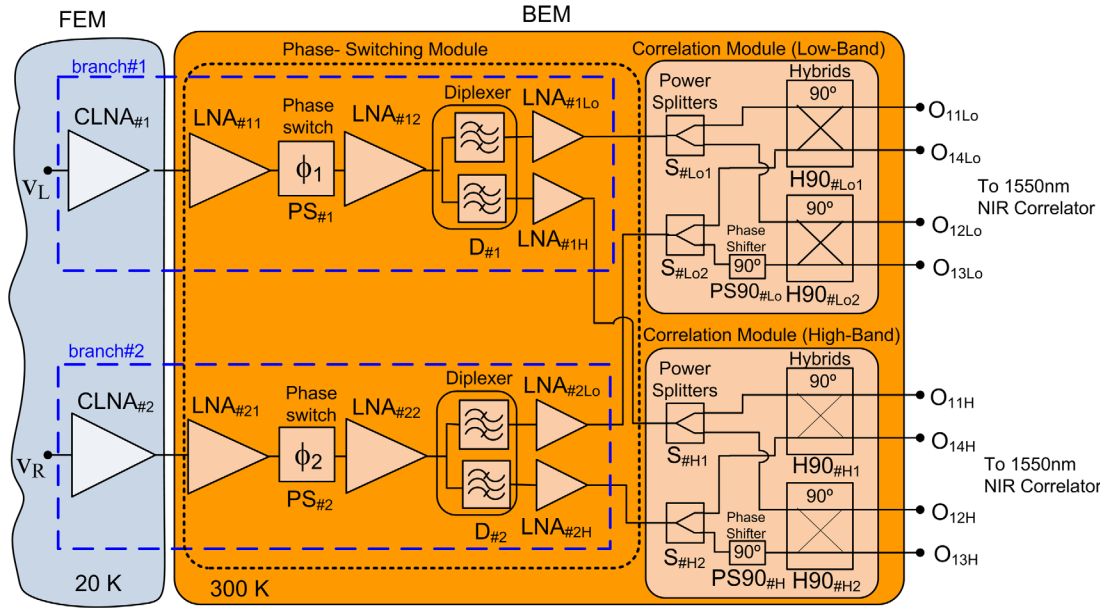 FEM
BEM
branch#1
CLNA#1
vL
Phase- Switching Module
LNA#11
Phase
switch
ϕ1
PS#1
LNA#12
Diplexer
D#1
LNA#1Lo
LNA#1H
Correlation Module (Low-Band)
Power
Splitters
S#Lo1
S#Lo2
Hybrids
90º
H90#Lo1
90º
Phase
Shifter
90º
PS90#Lo
H90#Lo2
O11Lo
O14Lo
To 1550nm
NIR Correlator
O12Lo
O13Lo
branch#2
CLNA#2
vR
LNA#21
Phase
switch
ϕ2
PS#2
LNA#22
Diplexer
D#2
LNA#2Lo
LNA#2H
Correlation Module (High-Band)
Power
Splitters
S#H1
S#H2
Hybrids
90º
H90#H1
90º
Phase
Shifter
90º
PS90#H
H90#H2
O11H
O14H
To 1550nm
NIR Correlator
O12H
O13H
20 K
300 K